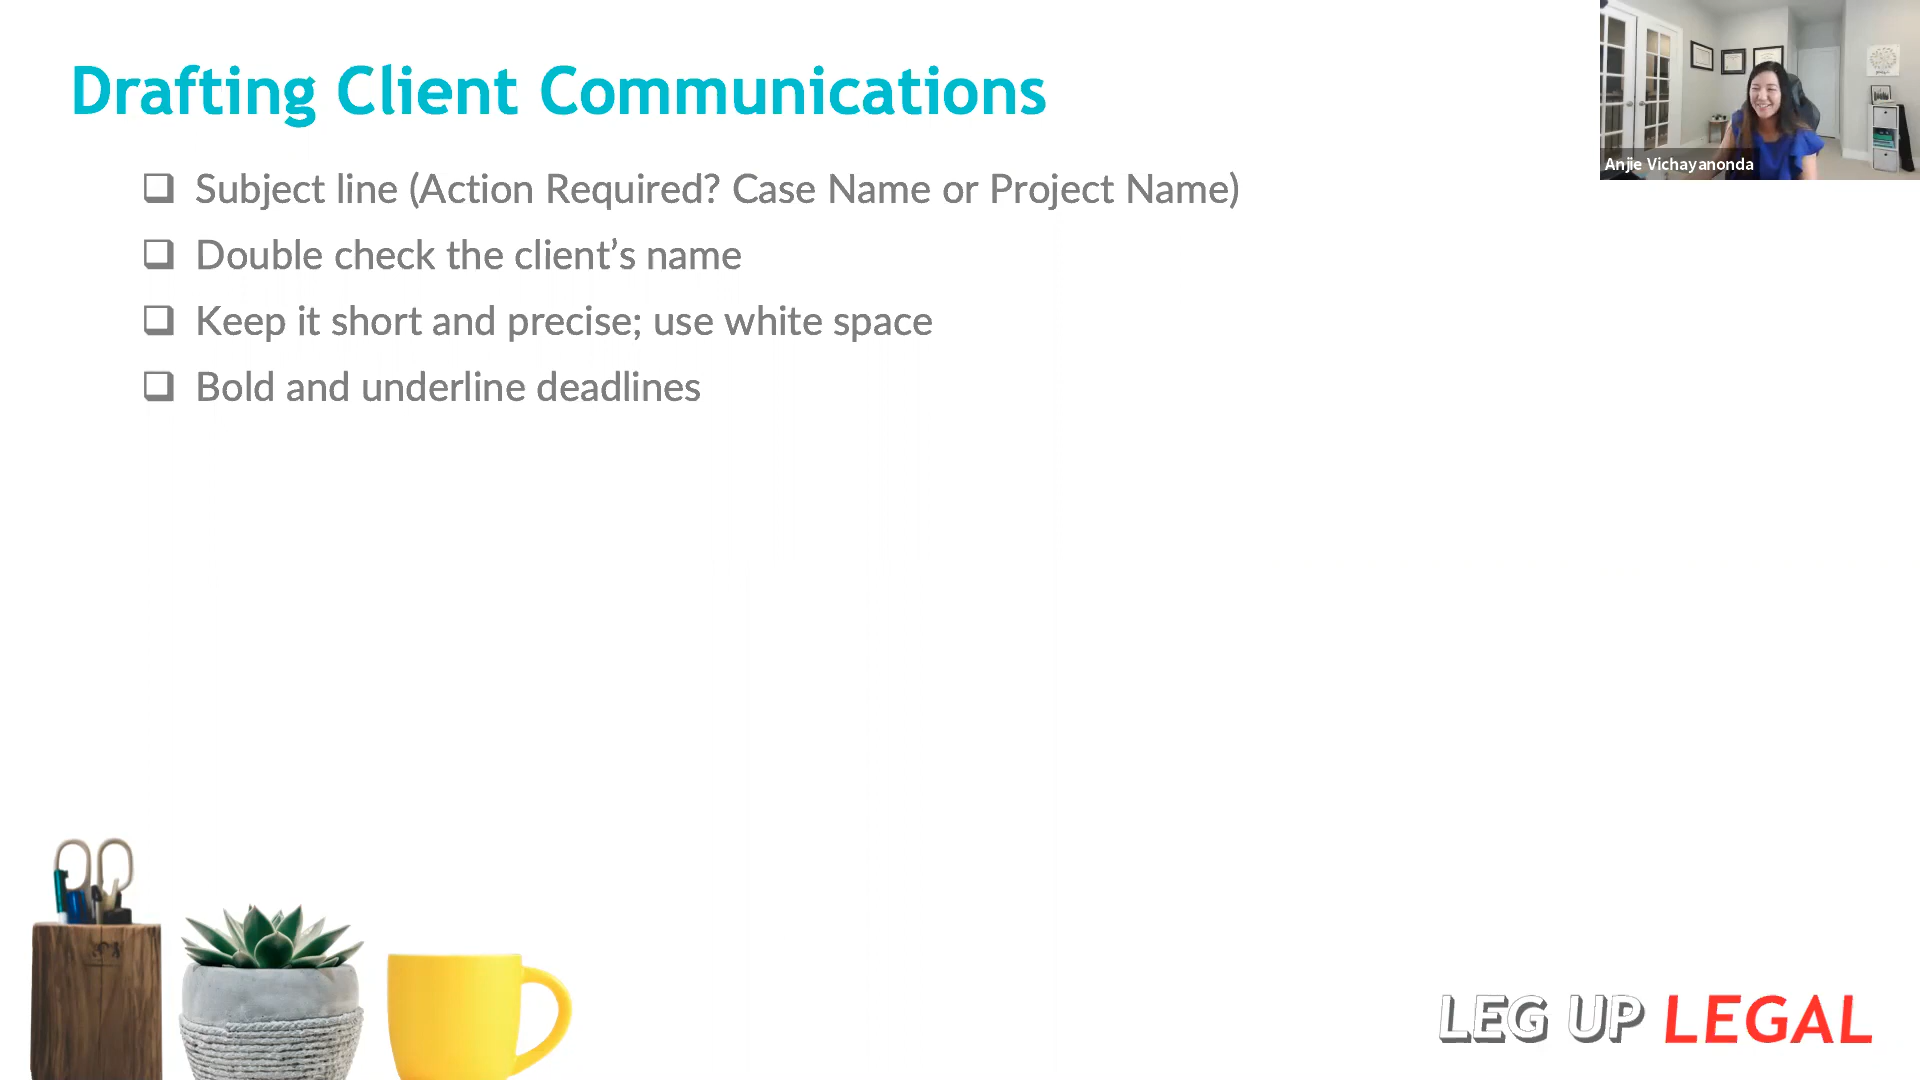 Drafting Client Communications
Subject line (Action Required? Case Name or Project Name)
Double check the client’s name
Keep it short and precise; use white space
Bold and underline deadlines
Anjie Vichayanonda
LEG UP LEGAL